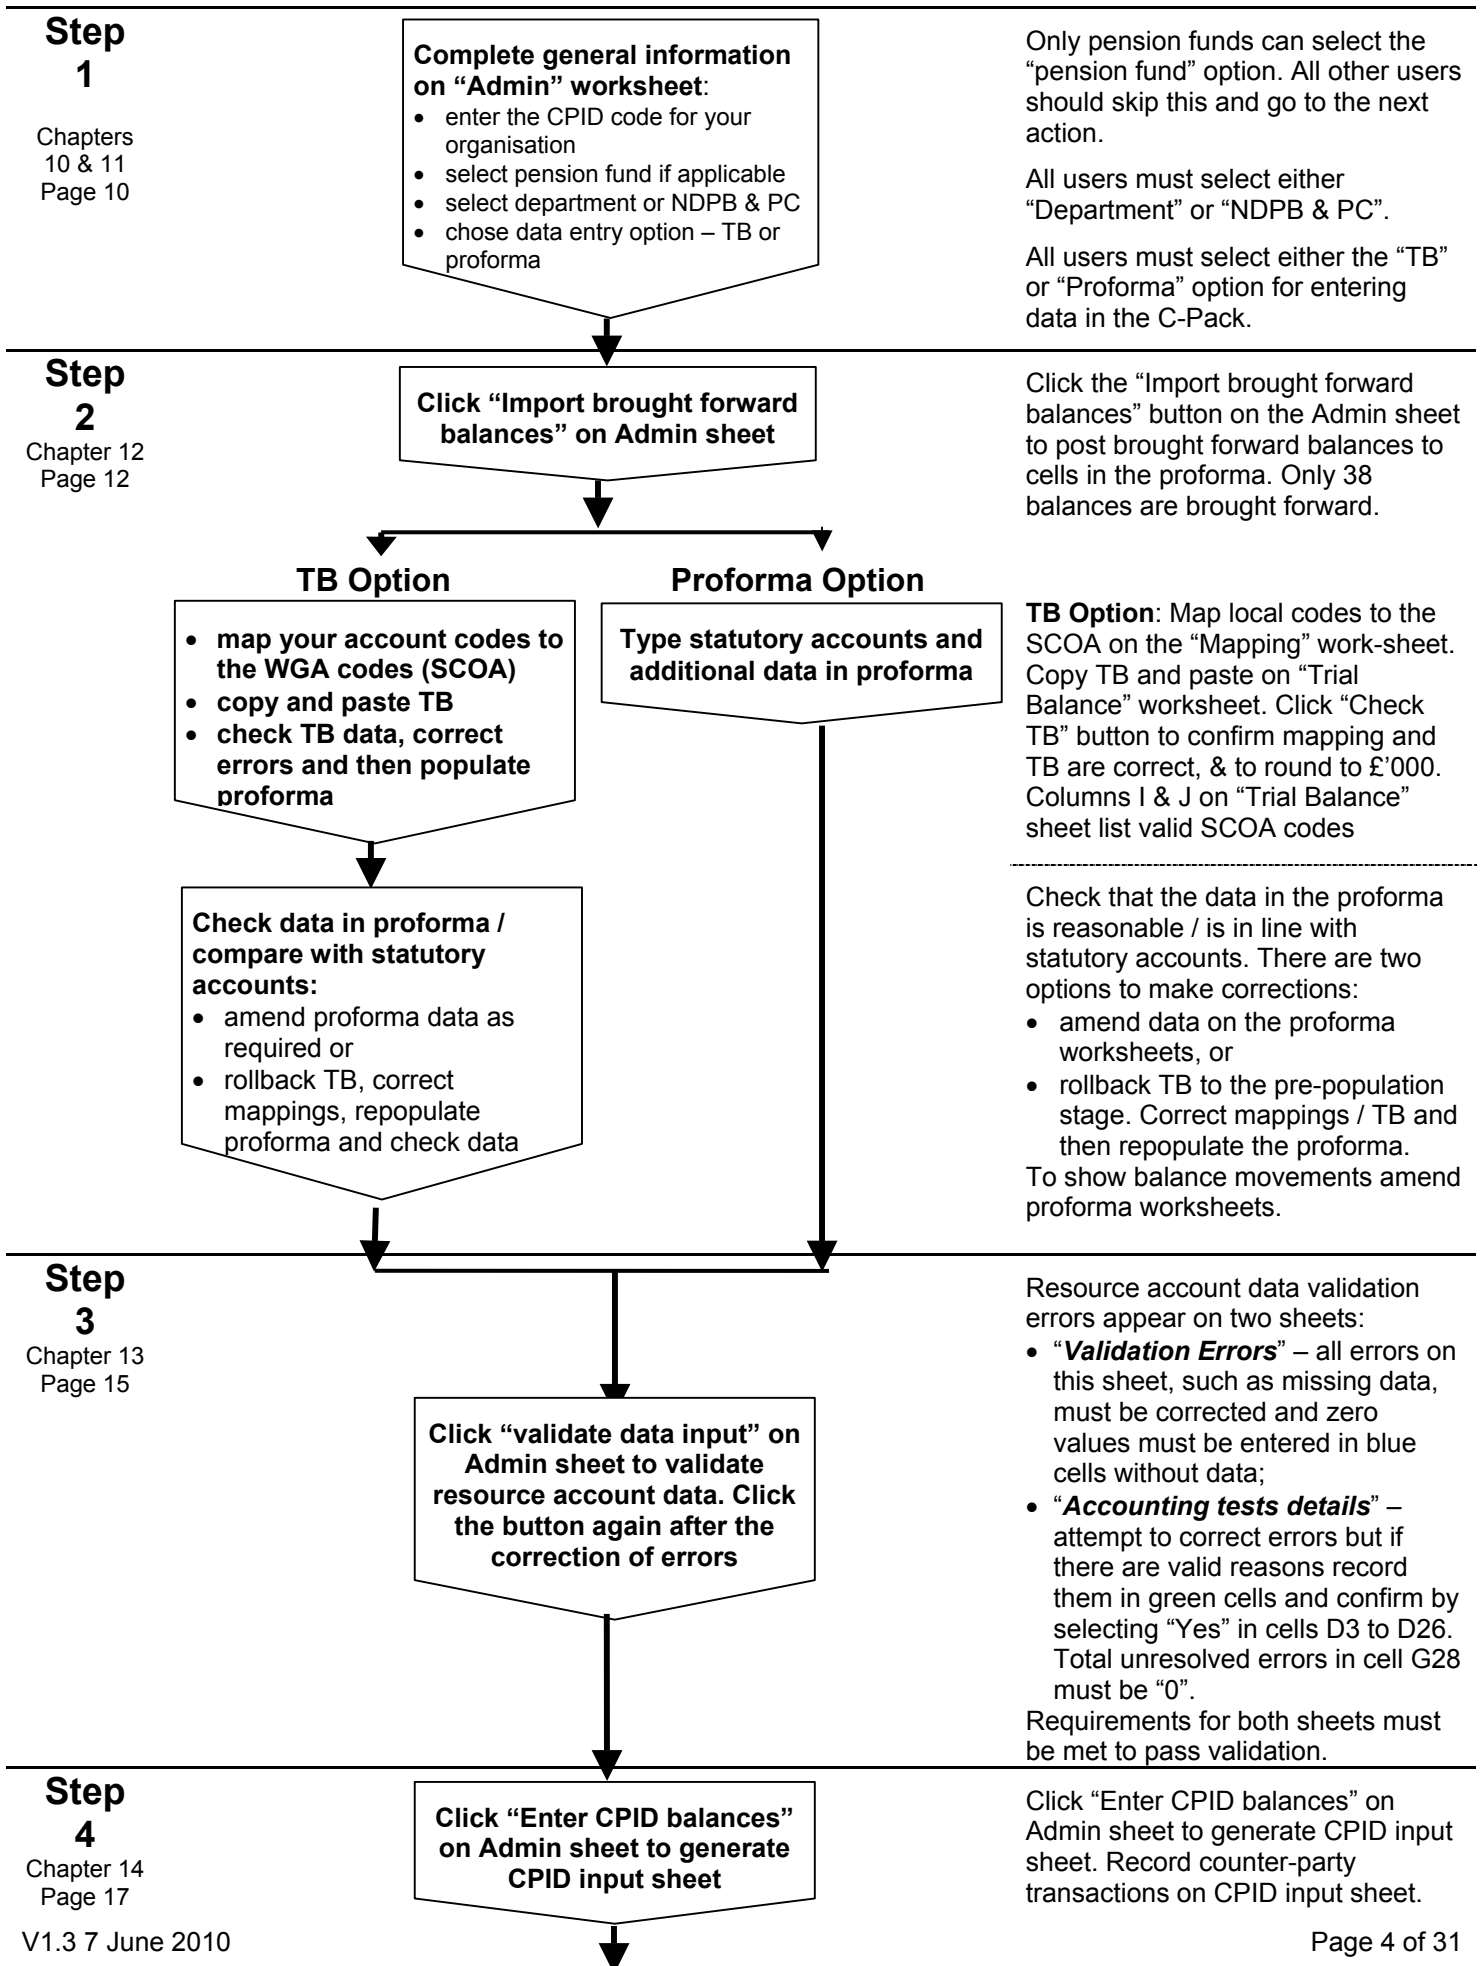 Step
1
Chapters
10 & 11
Page 10
Complete general information
on “Admin” worksheet:
• enter the CPID code for your
organisation
• select pension fund if applicable
• select department or NDPB & PC
• chose data entry option – TB or
proforma
Only pension funds can select the
“pension fund” option. All other users
should skip this and go to the next
action.
All users must select either
“Department” or “NDPB & PC”.
All users must select either the “TB”
or “Proforma” option for entering
data in the C-Pack.
Step
2
Chapter 12
Page 12
Click “Import brought forward
balances” on Admin sheet
Click the “Import brought forward
balances” button on the Admin sheet
to post brought forward balances to
cells in the proforma. Only 38
balances are brought forward.
TB Option
• map your account codes to
the WGA codes (SCOA)
• copy and paste TB
• check TB data, correct
errors and then populate
proforma
Proforma Option
Type statutory accounts and
additional data in proforma
TB Option: Map local codes to the
SCOA on the “Mapping” work-sheet.
Copy TB and paste on “Trial
Balance” worksheet. Click “Check
TB” button to confirm mapping and
TB are correct, & to round to £’000.
Columns I & J on “Trial Balance”
sheet list valid SCOA codes
Check data in proforma /
compare with statutory
accounts:
• amend proforma data as
required or
• rollback TB, correct
mappings, repopulate
proforma and check data
Check that the data in the proforma
is reasonable / is in line with
statutory accounts. There are two
options to make corrections:
• amend data on the proforma
worksheets, or
• rollback TB to the pre-population
stage. Correct mappings / TB and
then repopulate the proforma.
To show balance movements amend
proforma worksheets.
Step
3
Chapter 13
Page 15
Click “validate data input” on
Admin sheet to validate
resource account data. Click
the button again after the
correction of errors
Resource account data validation
errors appear on two sheets:
• “Validation Errors” – all errors on
this sheet, such as missing data,
must be corrected and zero
values must be entered in blue
cells without data;
• “Accounting tests details” –
attempt to correct errors but if
there are valid reasons record
them in green cells and confirm by
selecting “Yes” in cells D3 to D26.
Total unresolved errors in cell G28
must be “0”.
Requirements for both sheets must
be met to pass validation.
Step
4
Chapter 14
Page 17
Click “Enter CPID balances”
on Admin sheet to generate
CPID input sheet
Click “Enter CPID balances” on
Admin sheet to generate CPID input
sheet. Record counter-party
transactions on CPID input sheet.
V1.3 7 June 2010
Page 4 of 31